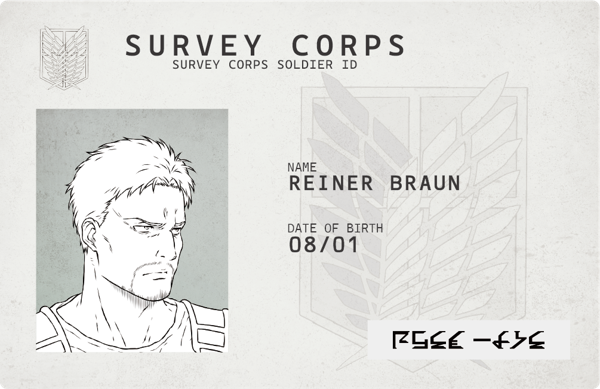 SURVEY CORPS
SURVEY CORPS SOLDIER ID
NAME
REINER BRAUN
DATE OF BIRTH
08/01